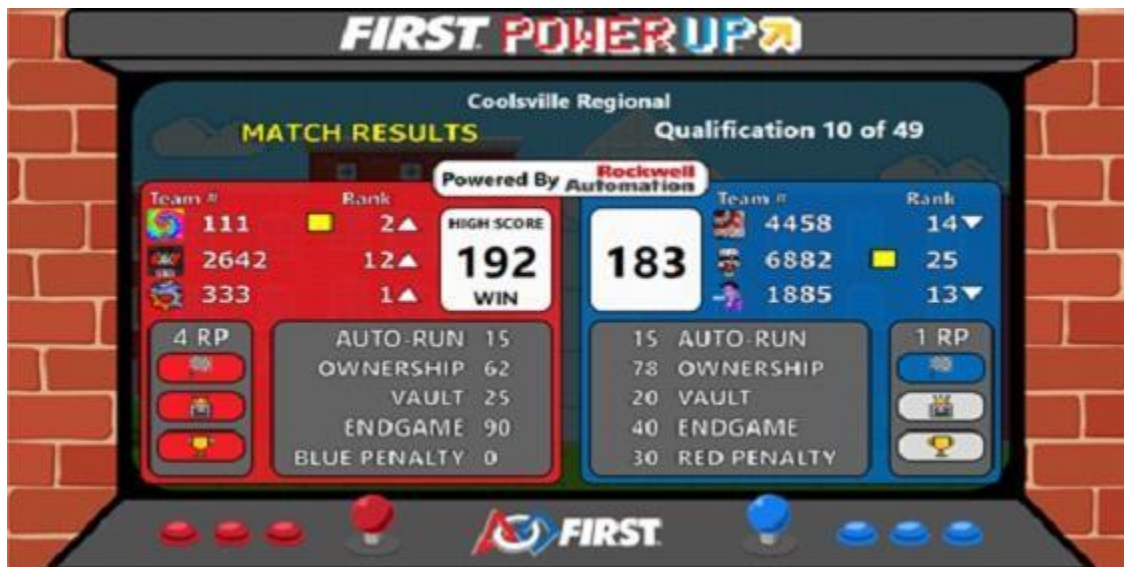 FIRST POWER UP
Coolsville Regional
MATCH RESULTS
Qualification 10 of 49
Powered By Rockwell Automation
Team # Rank
111 2▲
2642 12▲
333 1▲
HIGH SCORE
192
WIN
183
Team # Rank
4458 14▼
6882 25
1885 13▼
4 RP
AUTO-RUN 15
OWNERSHIP 62
VAULT 25
ENDGAME 90
BLUE PENALTY 0
15 AUTO-RUN
78 OWNERSHIP
20 VAULT
40 ENDGAME
30 RED PENALTY
1 RP
FIRST